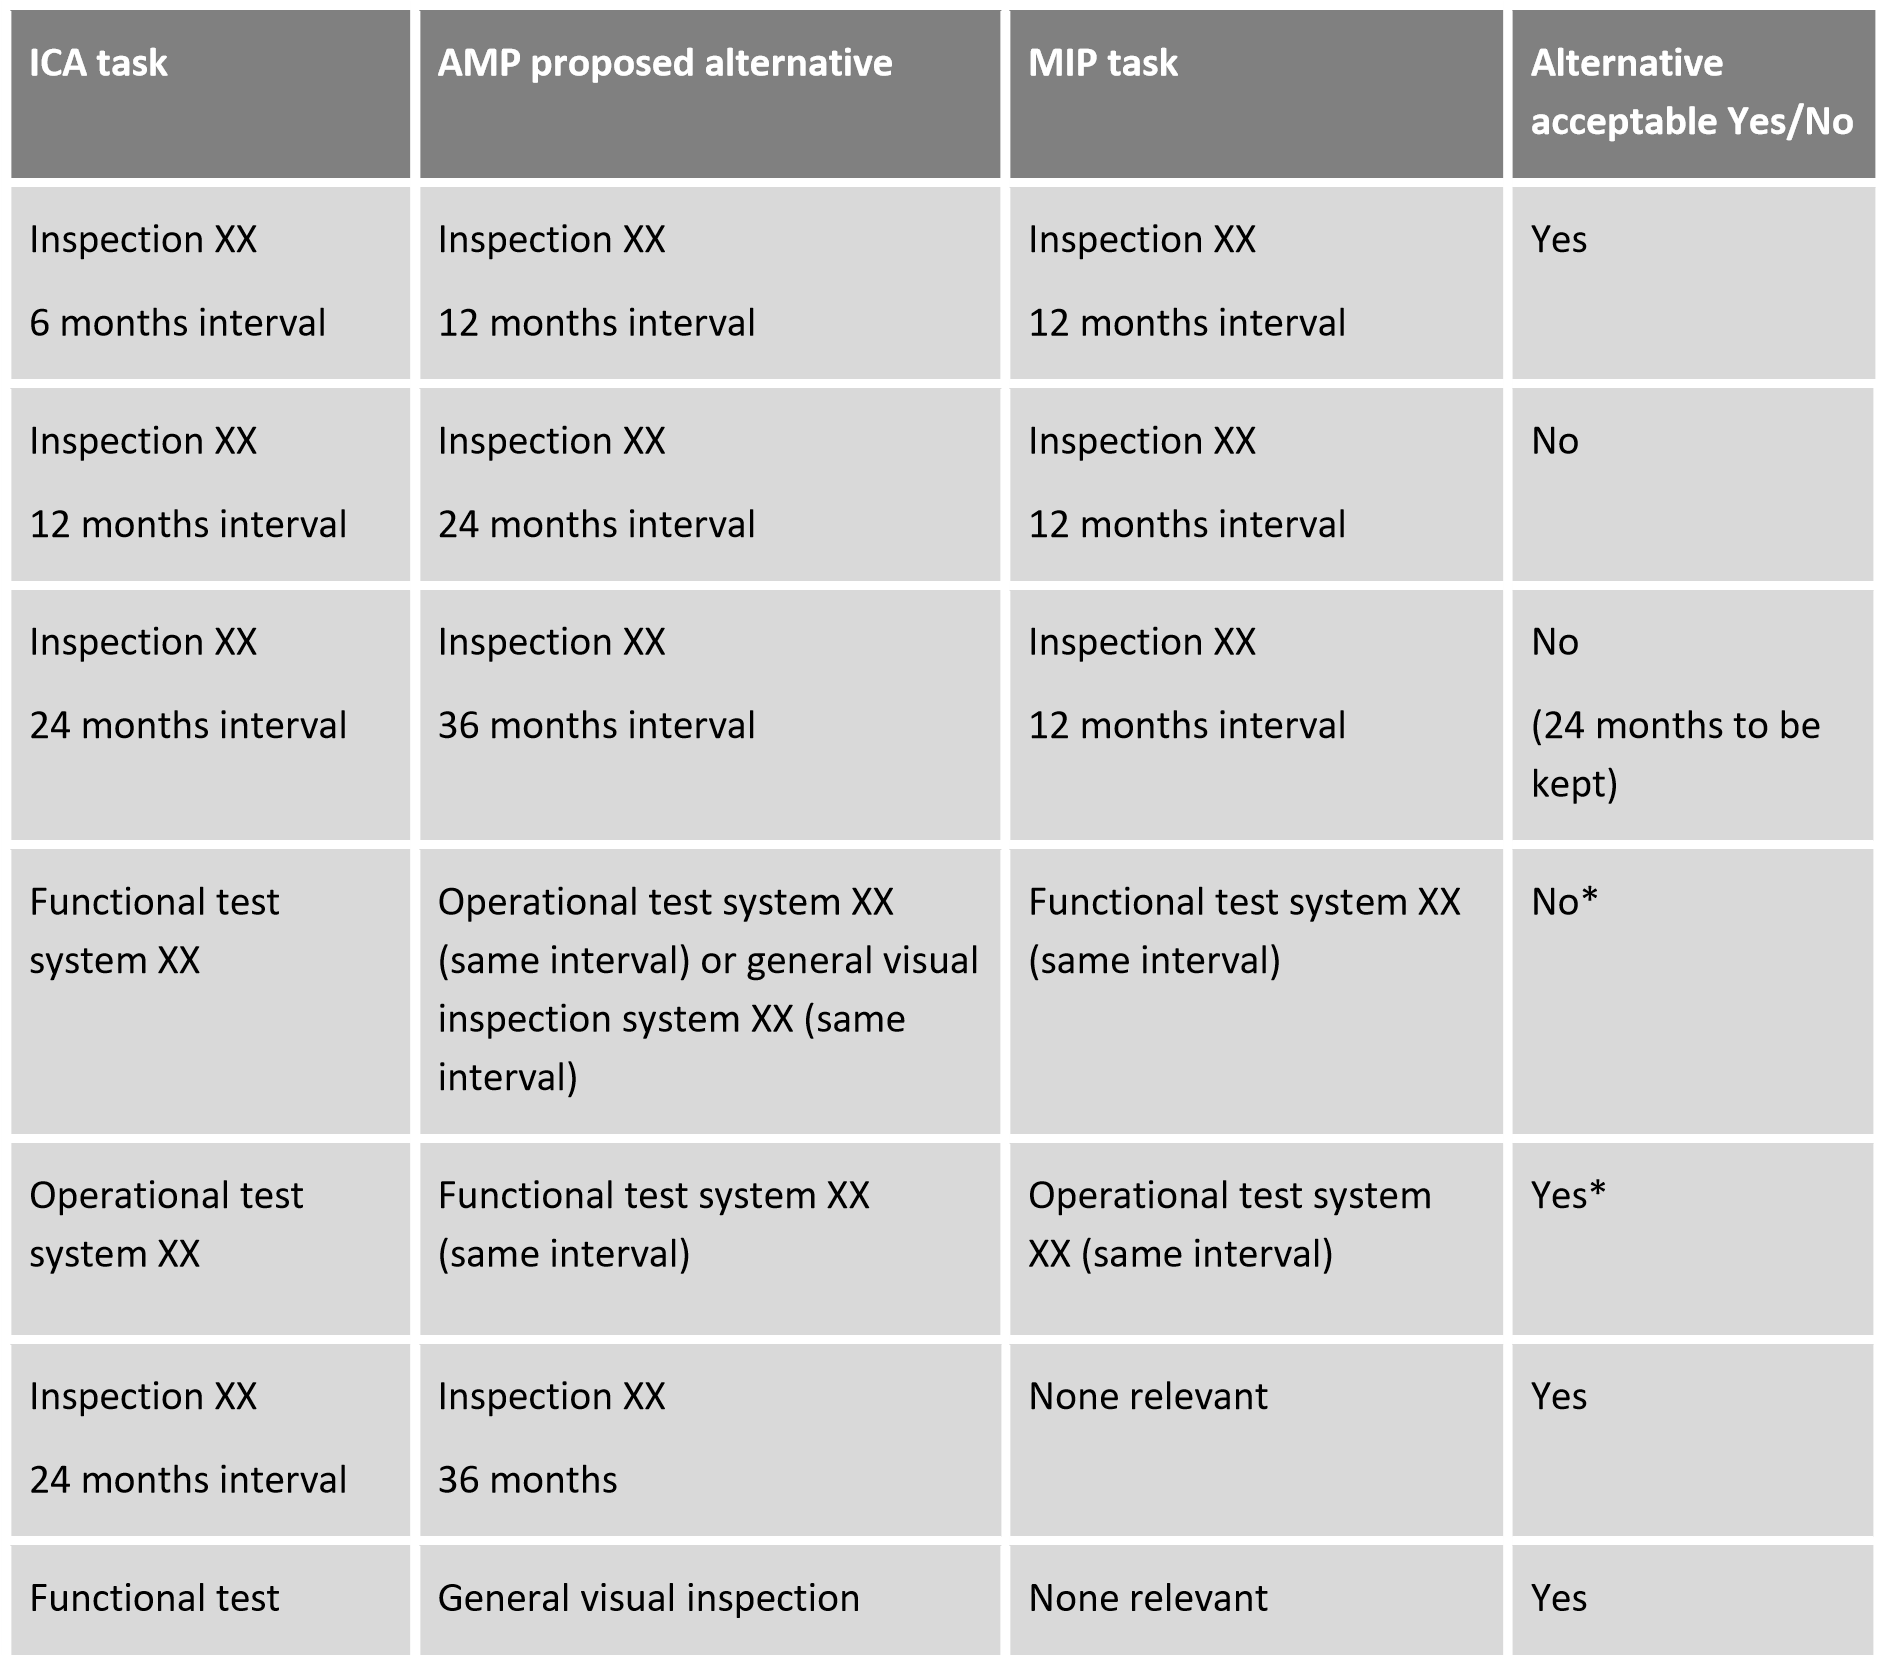 ICA task
AMP proposed alternative
MIP task
Alternative
acceptable Yes/No
Inspection XX
6 months interval
Inspection XX
12 months interval
Inspection XX
12 months interval
Yes
Inspection XX
12 months interval
Inspection XX
24 months interval
Inspection XX
12 months interval
No
Inspection XX
24 months interval
Inspection XX
36 months interval
Inspection XX
12 months interval
No
(24 months to be
kept)
Functional test
system XX
Operational test system XX
(same interval) or general visual
inspection system XX (same
interval)
Functional test system XX
(same interval)
No*
Operational test
system XX
Functional test system XX
(same interval)
Operational test system
XX (same interval)
Yes*
Inspection XX
24 months interval
Inspection XX
36 months
None relevant
Yes
Functional test
General visual inspection
None relevant
Yes